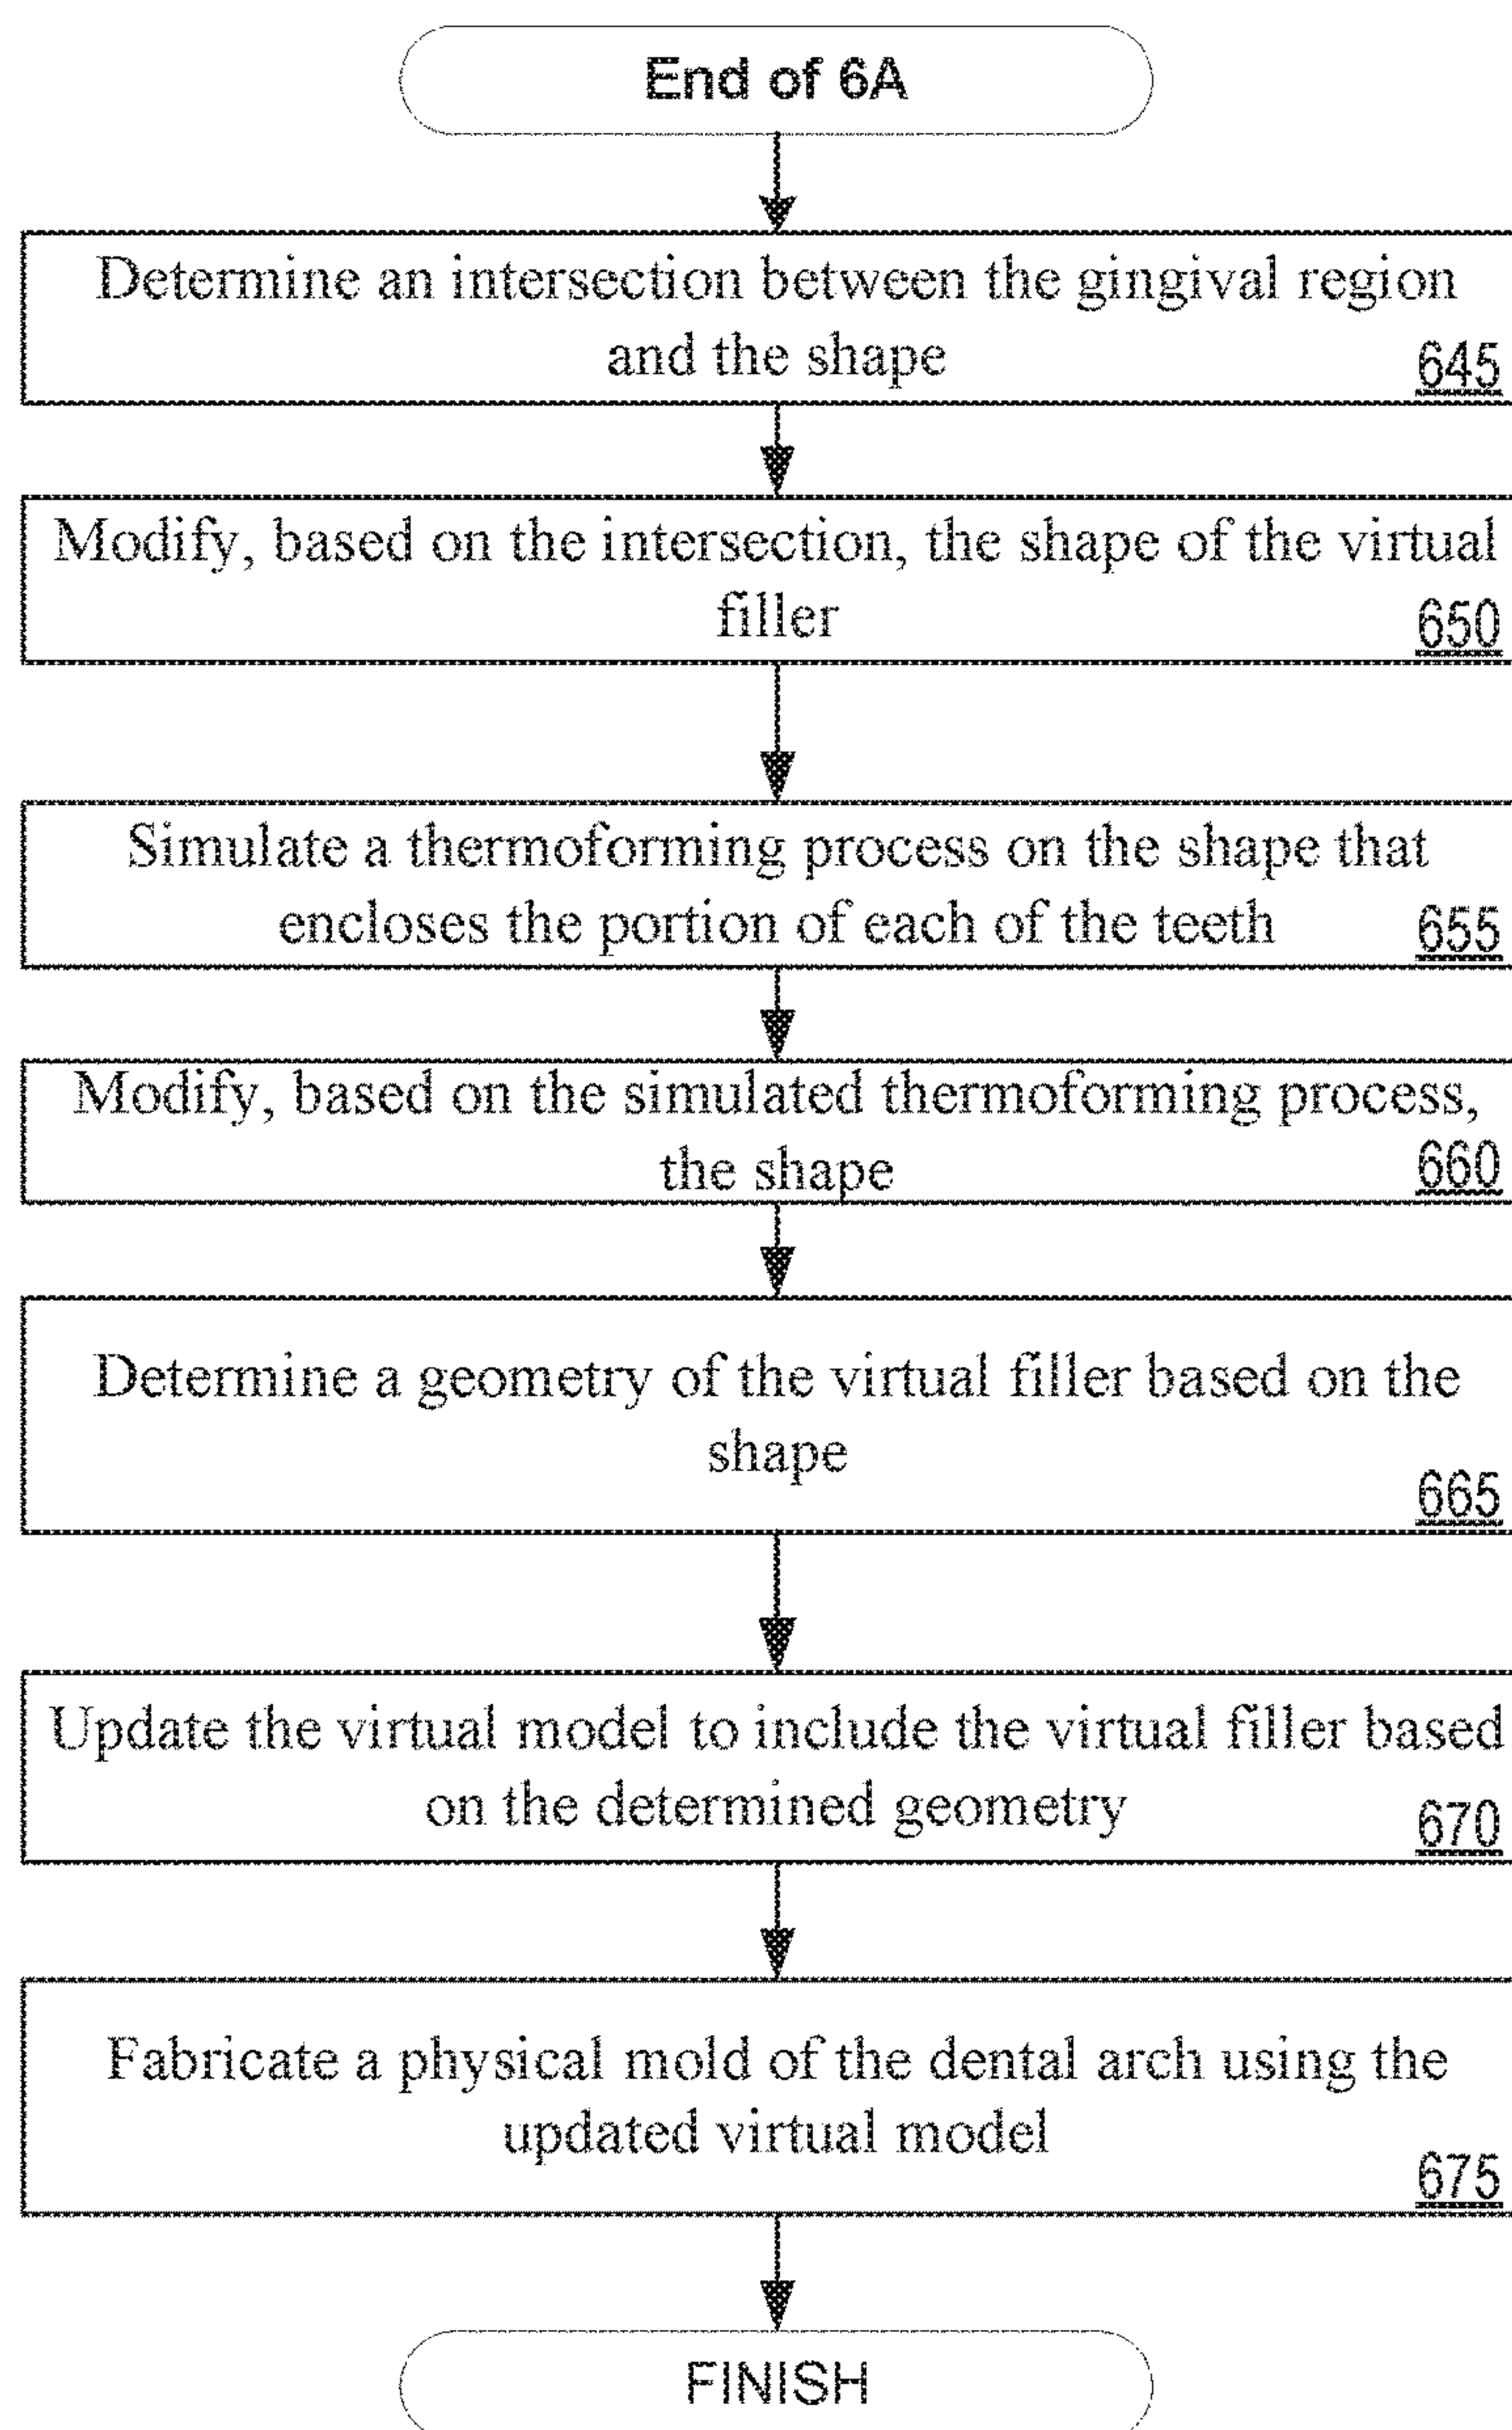 End of 6A
Determine an intersection between the gingival region
and the shape
645
Modify, based on the intersection, the shape of the virtual
filler
650
Simulate a thermoforming process on the shape that
encloses the portion of each of the teeth
655
Modify, based on the simulated thermoforming process,
the shape
660
Determine a geometry of the virtual filler based on the
shape
665
Update the virtual model to include the virtual filler based
on the determined geometry
670
Fabricate a physical mold of the dental arch using the
updated virtual model
675
FINISH